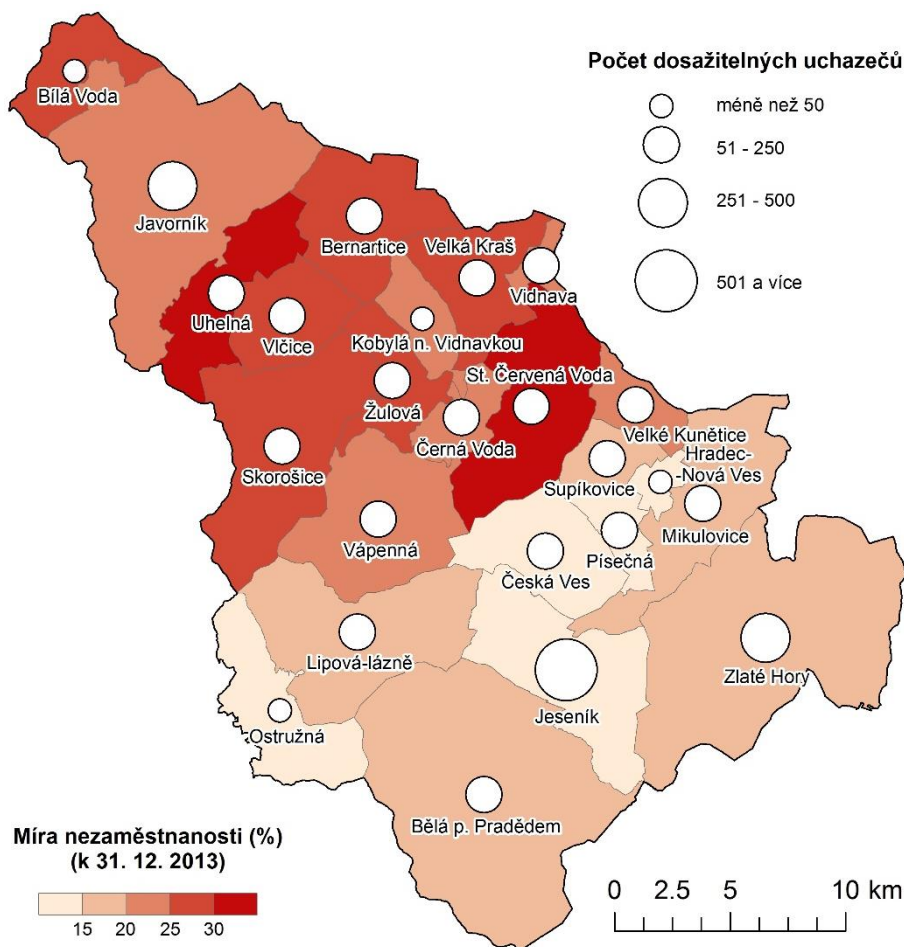 Počet dosažitelných uchazečů
méně než 50
51 - 250
251 - 500
501 a více
Bílá Voda
Javorník
Bernartice
Velká Kraš
Vidnava
Uhelná
Vlčice
Kobylá n. Vidnavkou
St. Červená Voda
Žulová
Černá Voda
Velké Kunětice
Skorošice
Supíkovice
Hradec-
-Nová Ves
Mikulovice
Vápenná
Česká Ves
Písečná
Lipová-lázně
Zlaté Hory
Jeseník
Ostružná
Bělá p. Pradědem
Míra nezaměstnanosti (%)
(k 31. 12. 2013)
15 20 25 30
0 2.5 5 10 km